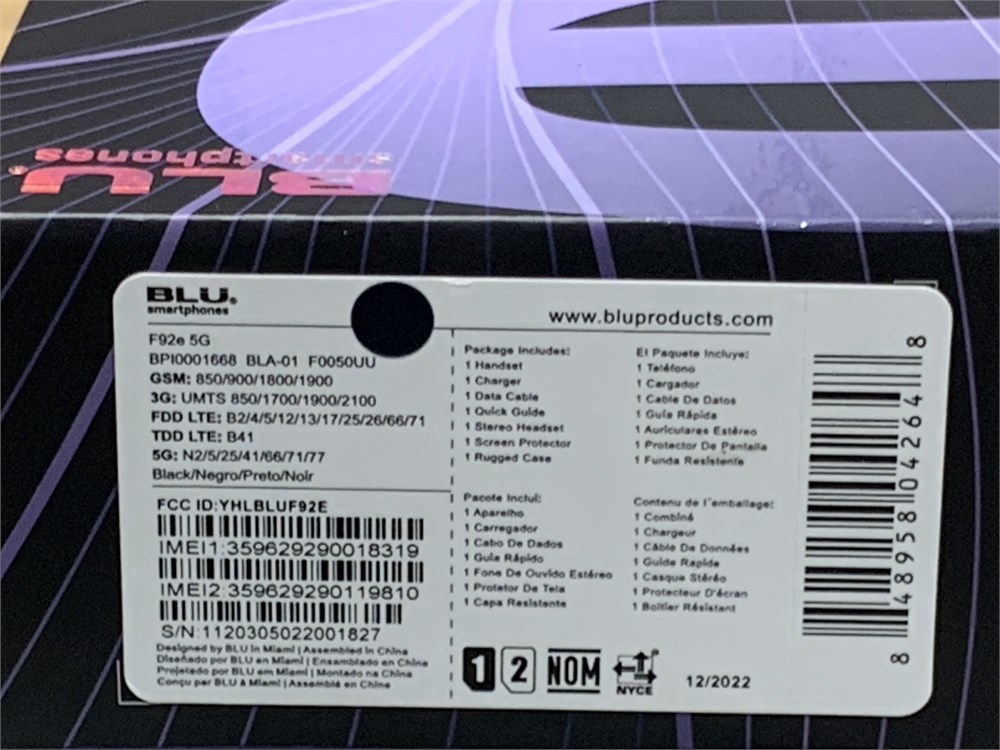 BLU®
smartphones
BLU®
smartphones
F92e 5G
BPI0001668 BLA-01 F0050UU
GSM: 850/900/1800/1900
3G: UMTS 850/1700/1900/2100
FDD LTE: B2/4/5/12/13/17/25/26/66/71
TDD LTE: B41
5G: N2/5/25/41/66/71/77
Black/Negro/Preto/Noir
FCC ID:YHLBLUF92E
IMEI1:359629290018319
IMEI2:359629290119810
S/N:1120305022001827
Designed by BLU in Miami | Assembled in China
Diseñado por BLU en Miami | Ensamblado en China
Projetado por BLU em Miami | Montado na China
Conçu par BLU à Miami | Assemblé en Chine
www.bluproducts.com
Package Includes:
1 Handset
1 Charger
1 Data Cable
1 Quick Guide
1 Stereo Headset
1 Screen Protector
1 Rugged Case
El Paquete Incluye:
1 Teléfono
1 Cargador
1 Cable De Datos
1 Guía Rápida
1 Auriculares Estéreo
1 Protector De Pantalla
1 Funda Resistente
Pacote Inclui:
1 Aparelho
1 Carregador
1 Cabo De Dados
1 Guia Rápido
1 Fone De Ouvido Estéreo
1 Protetor De Tela
1 Capa Resistente
Contenu de l'emballage:
1 Combiné
1 Chargeur
1 Câble De Données
1 Guide Rapide
1 Casque Stéréo
1 Protecteur D'écran
1 Boîtier Résistant
1 2 NOM NYCE 12/2022
8 48958 04264 8